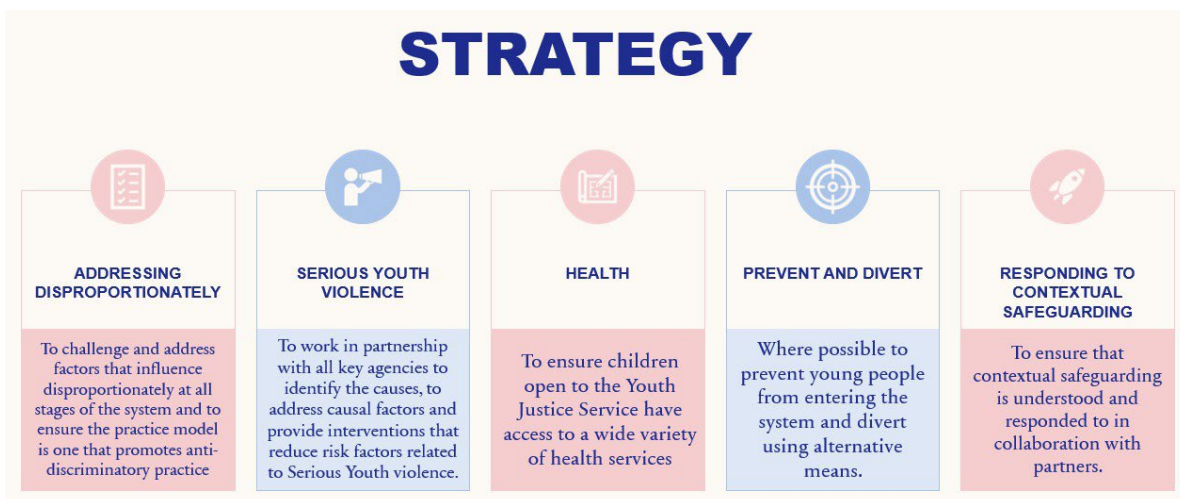 STRATEGY
ADDRESSING
DISPROPORTIONATELY
To challenge and address
factors that influence
disproportionately at all
stages of the system and to
ensure the practice model
is one that promotes anti-
discriminatory practice
SERIOUS YOUTH
VIOLENCE
To work in partnership
with all key agencies to
identify the causes, to
address causal factors and
provide interventions that
reduce risk factors related
to Serious Youth violence.
HEALTH
To ensure children
open to the Youth
Justice Service have
access to a wide variety
of health services
PREVENT AND DIVERT
Where possible to
prevent young people
from entering the
system and divert
using alternative
means.
RESPONDING TO
CONTEXTUAL
SAFEGUARDING
To ensure that
contextual safeguarding
is understood and
responded to in
collaboration with
partners.